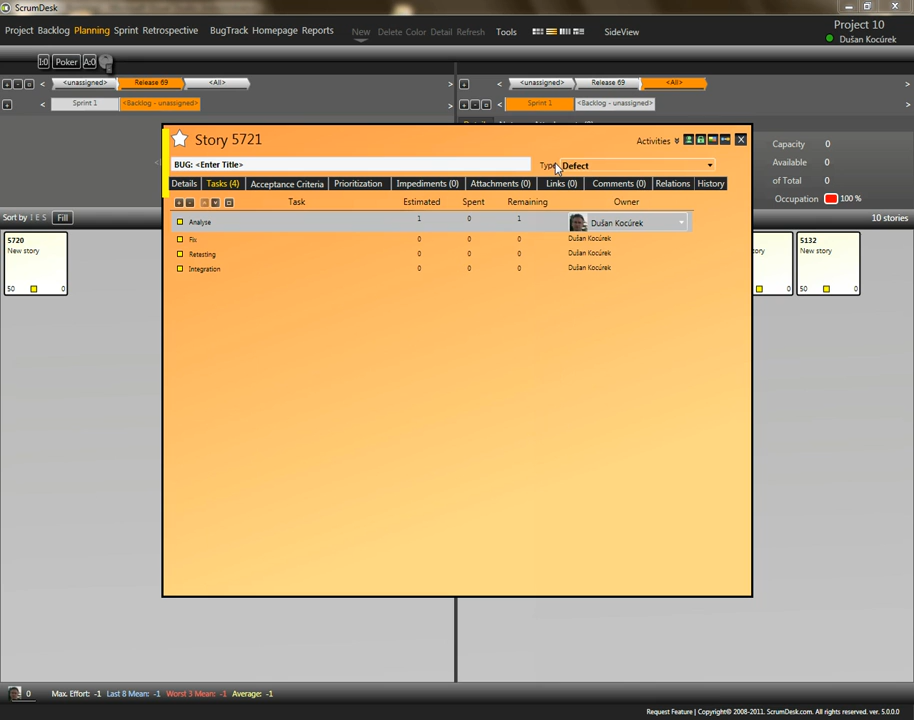 ScrumDesk
Project Backlog Planning Sprint Retrospective BugTrack Homepage Reports New Delete Color Detail Refresh Tools SideView
Project 10
Dušan Kocúrek
I:0 Poker A:0
+ - < <unassigned> Release 69 <All> >
+ < <unassigned> Release 69 <All> >
+ < Sprint 1 <Backlog - unassigned> >
+ - < Sprint 1 <Backlog - unassigned> >
Story 5721
Activities
X
Capacity 0
Available 0
of Total 0
Occupation 100 %
BUG: <Enter Title>
Type Defect
Details Tasks (4) Acceptance Criteria Prioritization Impediments (0) Attachments (0) Links (0) Comments (0) Relations History
+ - Task Estimated Spent Remaining Owner
Analyse 1 0 1 Dušan Kocúrek
Fix 0 0 0 Dušan Kocúrek
Retesting 0 0 0 Dušan Kocúrek
Integration 0 0 0 Dušan Kocúrek
Sort by I E S Fill
10 stories
5720
New story
50 0
story
0
5132
New story
50 0
0 Max. Effort: -1 Last 8 Mean: -1 Worst 3 Mean: -1 Average: -1
Request Feature | Copyright© 2008-2011. ScrumDesk.com. All rights reserved. ver. 5.0.0.0